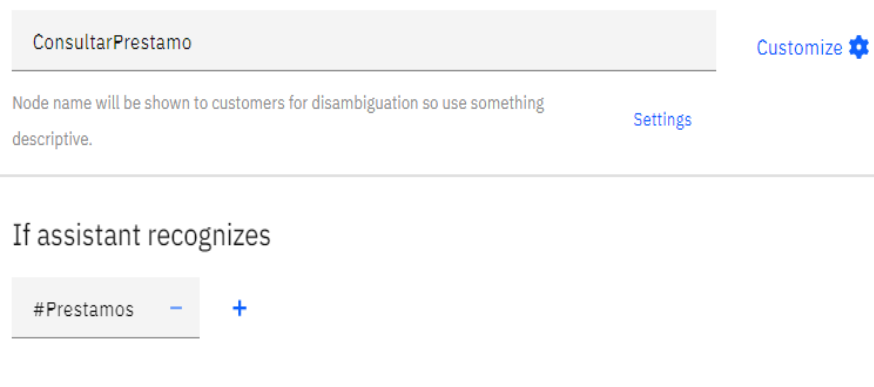 ConsultarPrestamo
Customize
Node name will be shown to customers for disambiguation so use something
descriptive.
Settings
If assistant recognizes
#Prestamos − +